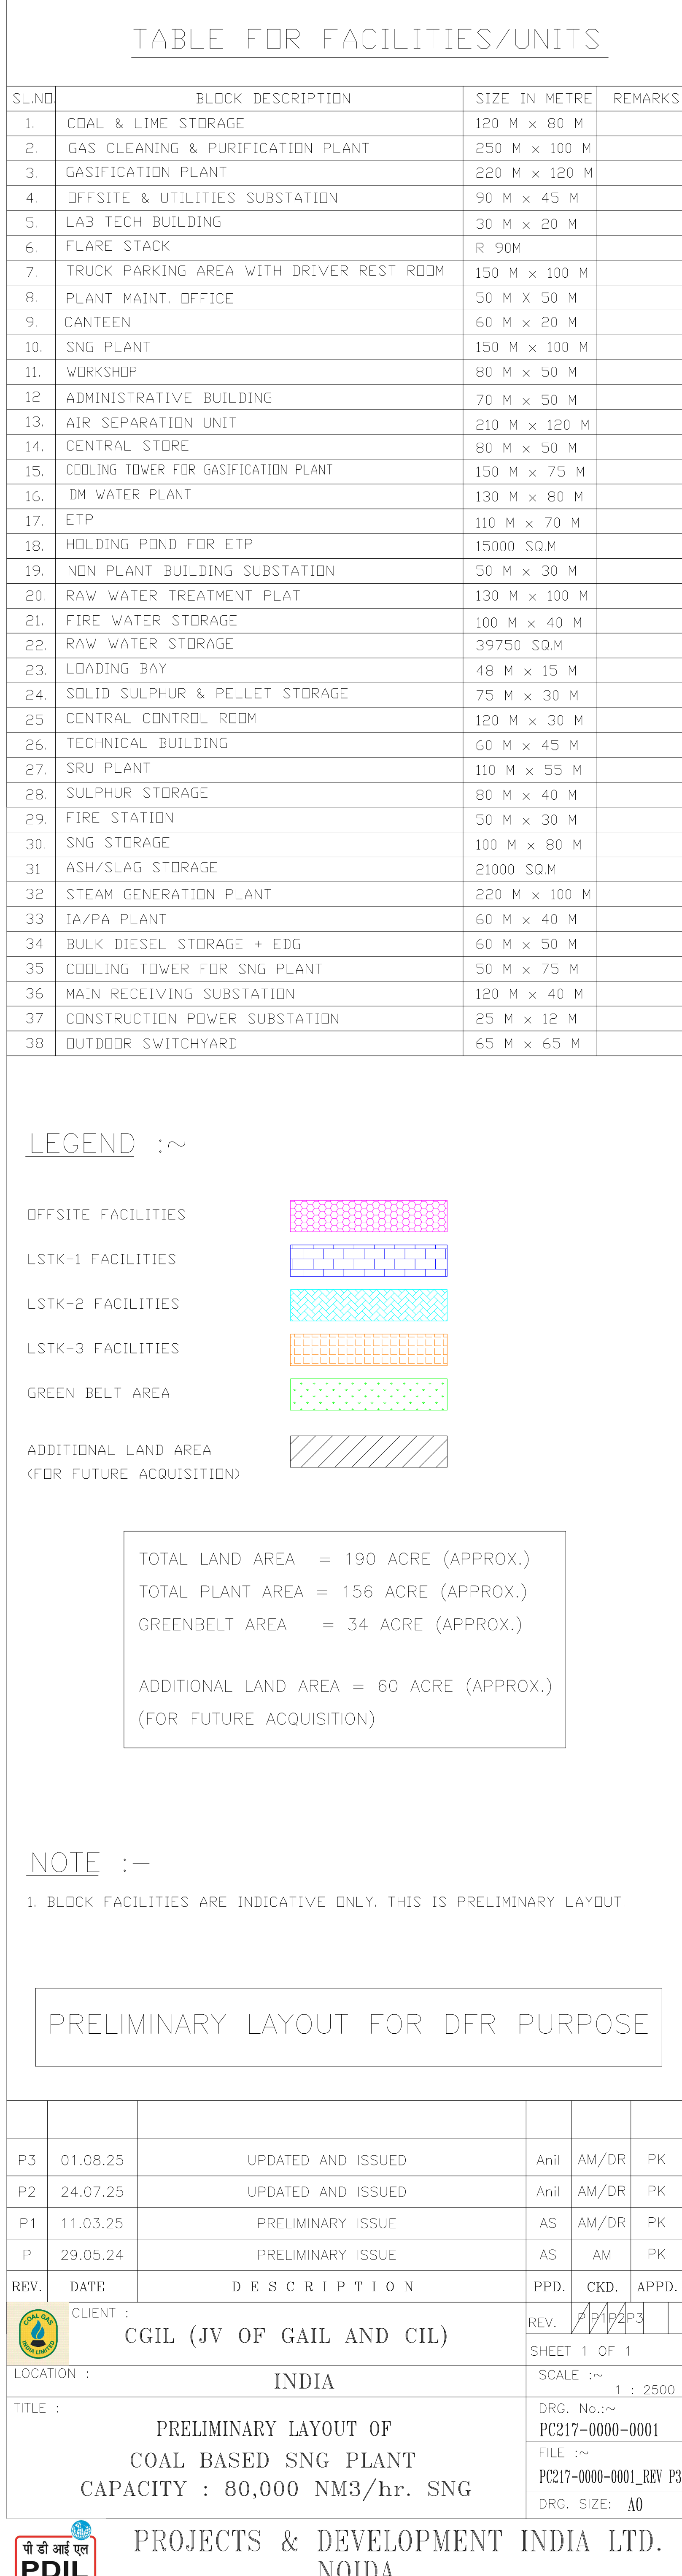 TABLE FOR FACILITIES/UNITS
SL.NO. BLOCK DESCRIPTION SIZE IN METRE REMARKS
1. COAL & LIME STORAGE 120 M x 80 M
2. GAS CLEANING & PURIFICATION PLANT 250 M x 100 M
3. GASIFICATION PLANT 220 M x 120 M
4. OFFSITE & UTILITIES SUBSTATION 90 M x 45 M
5. LAB TECH BUILDING 30 M x 20 M
6. FLARE STACK R 90M
7. TRUCK PARKING AREA WITH DRIVER REST ROOM 150 M x 100 M
8. PLANT MAINT. OFFICE 50 M X 50 M
9. CANTEEN 60 M x 20 M
10. SNG PLANT 150 M x 100 M
11. WORKSHOP 80 M x 50 M
12 ADMINISTRATIVE BUILDING 70 M x 50 M
13. AIR SEPARATION UNIT 210 M x 120 M
14. CENTRAL STORE 80 M x 50 M
15. COOLING TOWER FOR GASIFICATION PLANT 150 M x 75 M
16. DM WATER PLANT 130 M x 80 M
17. ETP 110 M x 70 M
18. HOLDING POND FOR ETP 15000 SQ.M
19. NON PLANT BUILDING SUBSTATION 50 M x 30 M
20. RAW WATER TREATMENT PLAT 130 M x 100 M
21. FIRE WATER STORAGE 100 M x 40 M
22. RAW WATER STORAGE 39750 SQ.M
23. LOADING BAY 48 M x 15 M
24. SOLID SULPHUR & PELLET STORAGE 75 M x 30 M
25 CENTRAL CONTROL ROOM 120 M x 30 M
26. TECHNICAL BUILDING 60 M x 45 M
27. SRU PLANT 110 M x 55 M
28. SULPHUR STORAGE 80 M x 40 M
29. FIRE STATION 50 M x 30 M
30. SNG STORAGE 100 M x 80 M
31 ASH/SLAG STORAGE 21000 SQ.M
32 STEAM GENERATION PLANT 220 M x 100 M
33 IA/PA PLANT 60 M x 40 M
34 BULK DIESEL STORAGE + EDG 60 M x 50 M
35 COOLING TOWER FOR SNG PLANT 50 M x 75 M
36 MAIN RECEIVING SUBSTATION 120 M x 40 M
37 CONSTRUCTION POWER SUBSTATION 25 M x 12 M
38 OUTDOOR SWITCHYARD 65 M x 65 M
LEGEND :~
OFFSITE FACILITIES
LSTK-1 FACILITIES
LSTK-2 FACILITIES
LSTK-3 FACILITIES
GREEN BELT AREA
ADDITIONAL LAND AREA
(FOR FUTURE ACQUISITION)
TOTAL LAND AREA = 190 ACRE (APPROX.)
TOTAL PLANT AREA = 156 ACRE (APPROX.)
GREENBELT AREA = 34 ACRE (APPROX.)
ADDITIONAL LAND AREA = 60 ACRE (APPROX.)
(FOR FUTURE ACQUISITION)
NOTE :-
1. BLOCK FACILITIES ARE INDICATIVE ONLY. THIS IS PRELIMINARY LAYOUT.
PRELIMINARY LAYOUT FOR DFR PURPOSE
P3 01.08.25 UPDATED AND ISSUED Anil AM/DR PK
P2 24.07.25 UPDATED AND ISSUED Anil AM/DR PK
P1 11.03.25 PRELIMINARY ISSUE AS AM/DR PK
P 29.05.24 PRELIMINARY ISSUE AS AM PK
REV. DATE DESCRIPTION PPD. CKD. APPD.
COAL GAS
INDIA LIMITED
CLIENT :
CGIL (JV OF GAIL AND CIL)
REV. P P1 P2 P3
SHEET 1 OF 1
LOCATION :
INDIA
SCALE :~
1 : 2500
TITLE :
PRELIMINARY LAYOUT OF
COAL BASED SNG PLANT
CAPACITY : 80,000 NM3/hr. SNG
DRG. No.:~
PC217-0000-0001
FILE :~
PC217-0000-0001_REV P3
DRG. SIZE: A0
पी डी आई एल
PDIL
PROJECTS & DEVELOPMENT INDIA LTD.
NOIDA